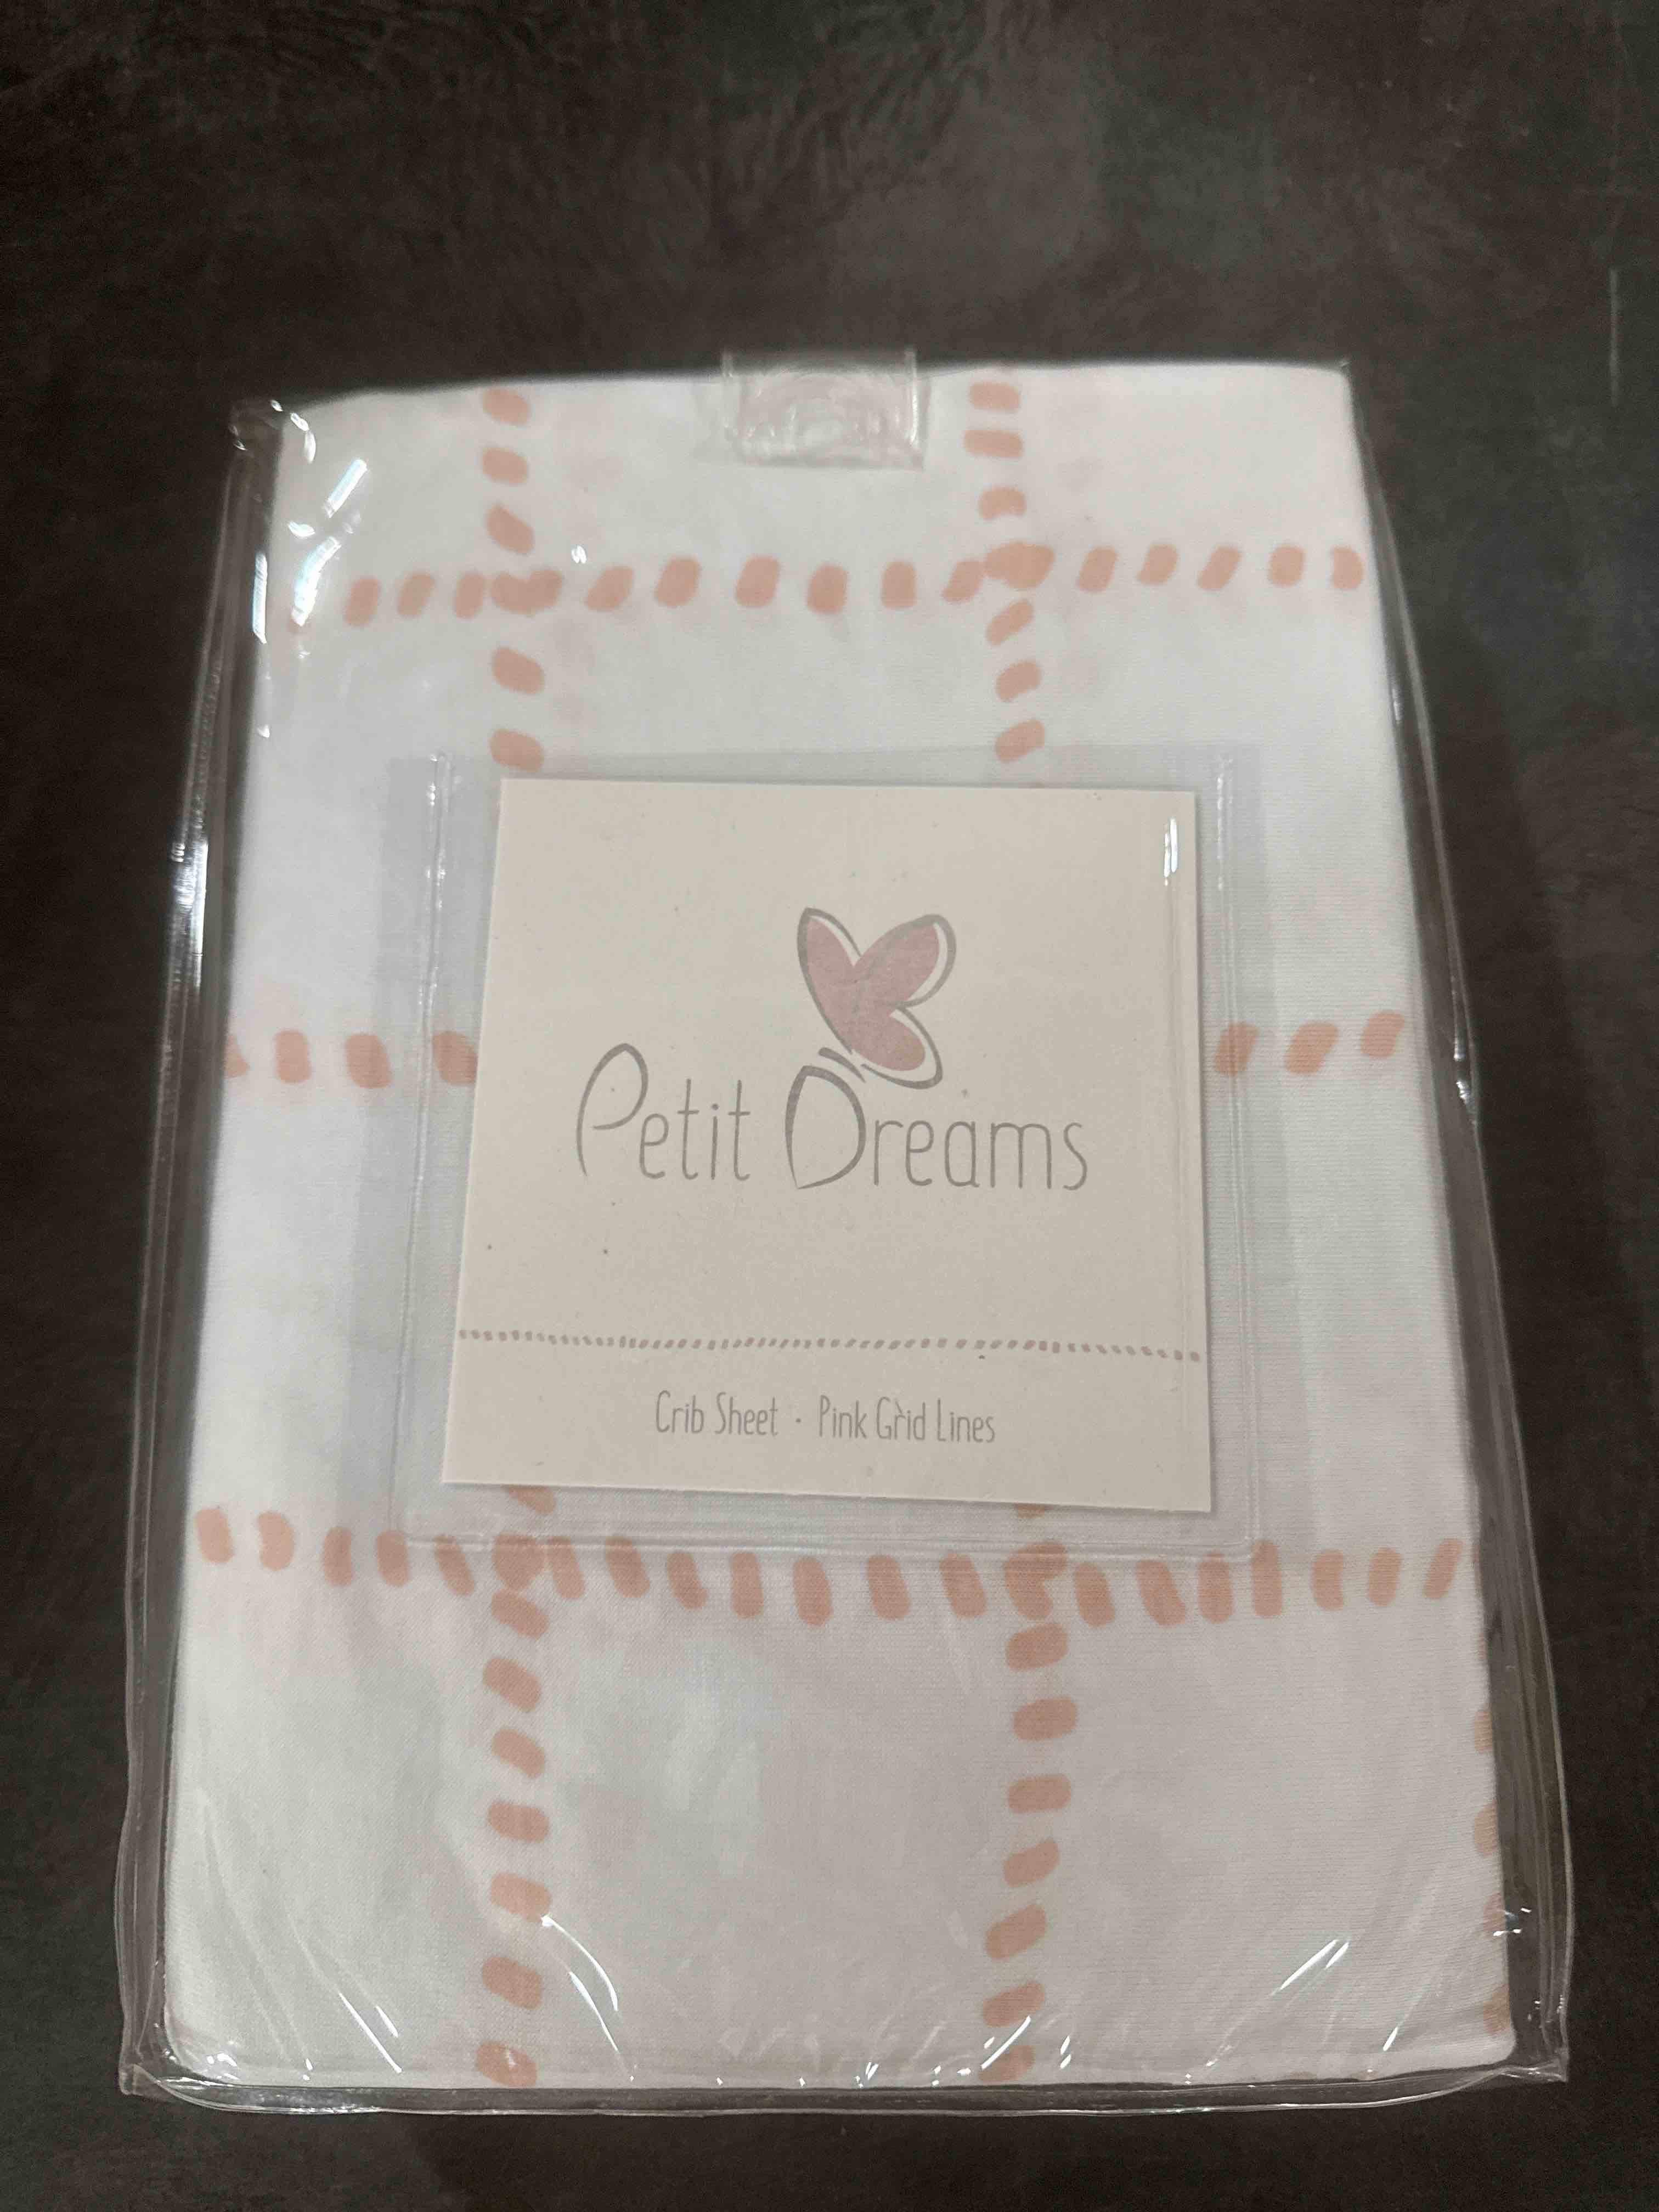 Petit Dreams
Crib Sheet · Pink Grid Lines